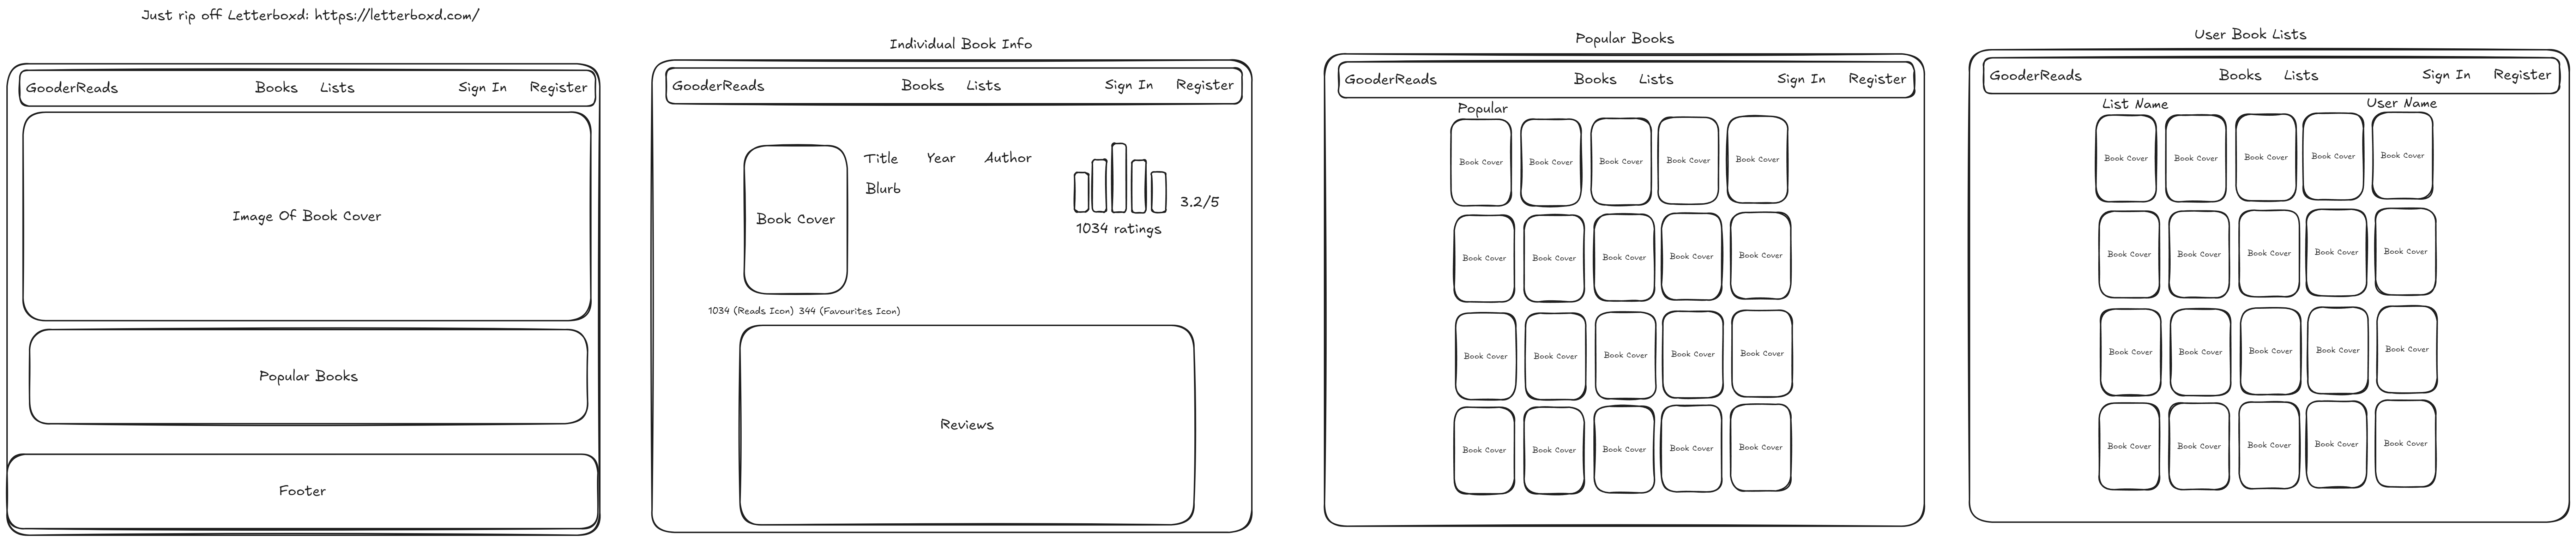 Just rip off Letterboxd: https://letterboxd.com/
GooderReads Books Lists Sign In Register
Image Of Book Cover
Popular Books
Footer
Individual Book Info
GooderReads Books Lists Sign In Register
Title Year Author
Blurb
Book Cover
3.2/5
1034 ratings
1034 (Reads Icon) 344 (Favourites Icon)
Reviews
Popular Books
GooderReads Books Lists Sign In Register
Popular
Book Cover Book Cover Book Cover Book Cover Book Cover
Book Cover Book Cover Book Cover Book Cover Book Cover
Book Cover Book Cover Book Cover Book Cover Book Cover
Book Cover Book Cover Book Cover Book Cover Book Cover
User Book Lists
GooderReads Books Lists Sign In Register
List Name User Name
Book Cover Book Cover Book Cover Book Cover Book Cover
Book Cover Book Cover Book Cover Book Cover Book Cover
Book Cover Book Cover Book Cover Book Cover Book Cover
Book Cover Book Cover Book Cover Book Cover Book Cover